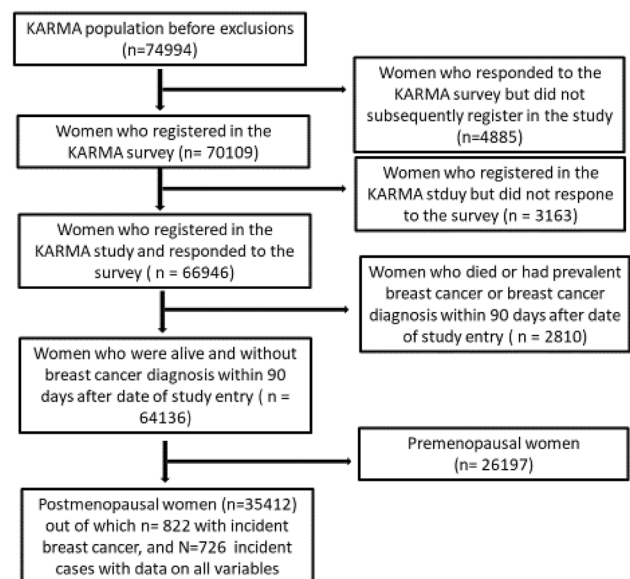 KARMA population before exclusions
(n=74994)
Women who responded to the
KARMA survey but did not
subsequently register in the study
(n=4885)
Women who registered in the
KARMA survey (n= 70109)
Women who registered in the
KARMA stduy but did not respone
to the survey (n = 3163)
Women who registered in the
KARMA study and responded to the
survey ( n = 66946)
Women who died or had prevalent
breast cancer or breast cancer
diagnosis within 90 days after date
of study entry ( n = 2810)
Women who were alive and without
breast cancer diagnosis within 90
days after date of study entry ( n =
64136)
Premenopausal women
(n= 26197)
Postmenopausal women (n=35412)
out of which n= 822 with incident
breast cancer, and N=726 incident
cases with data on all variables